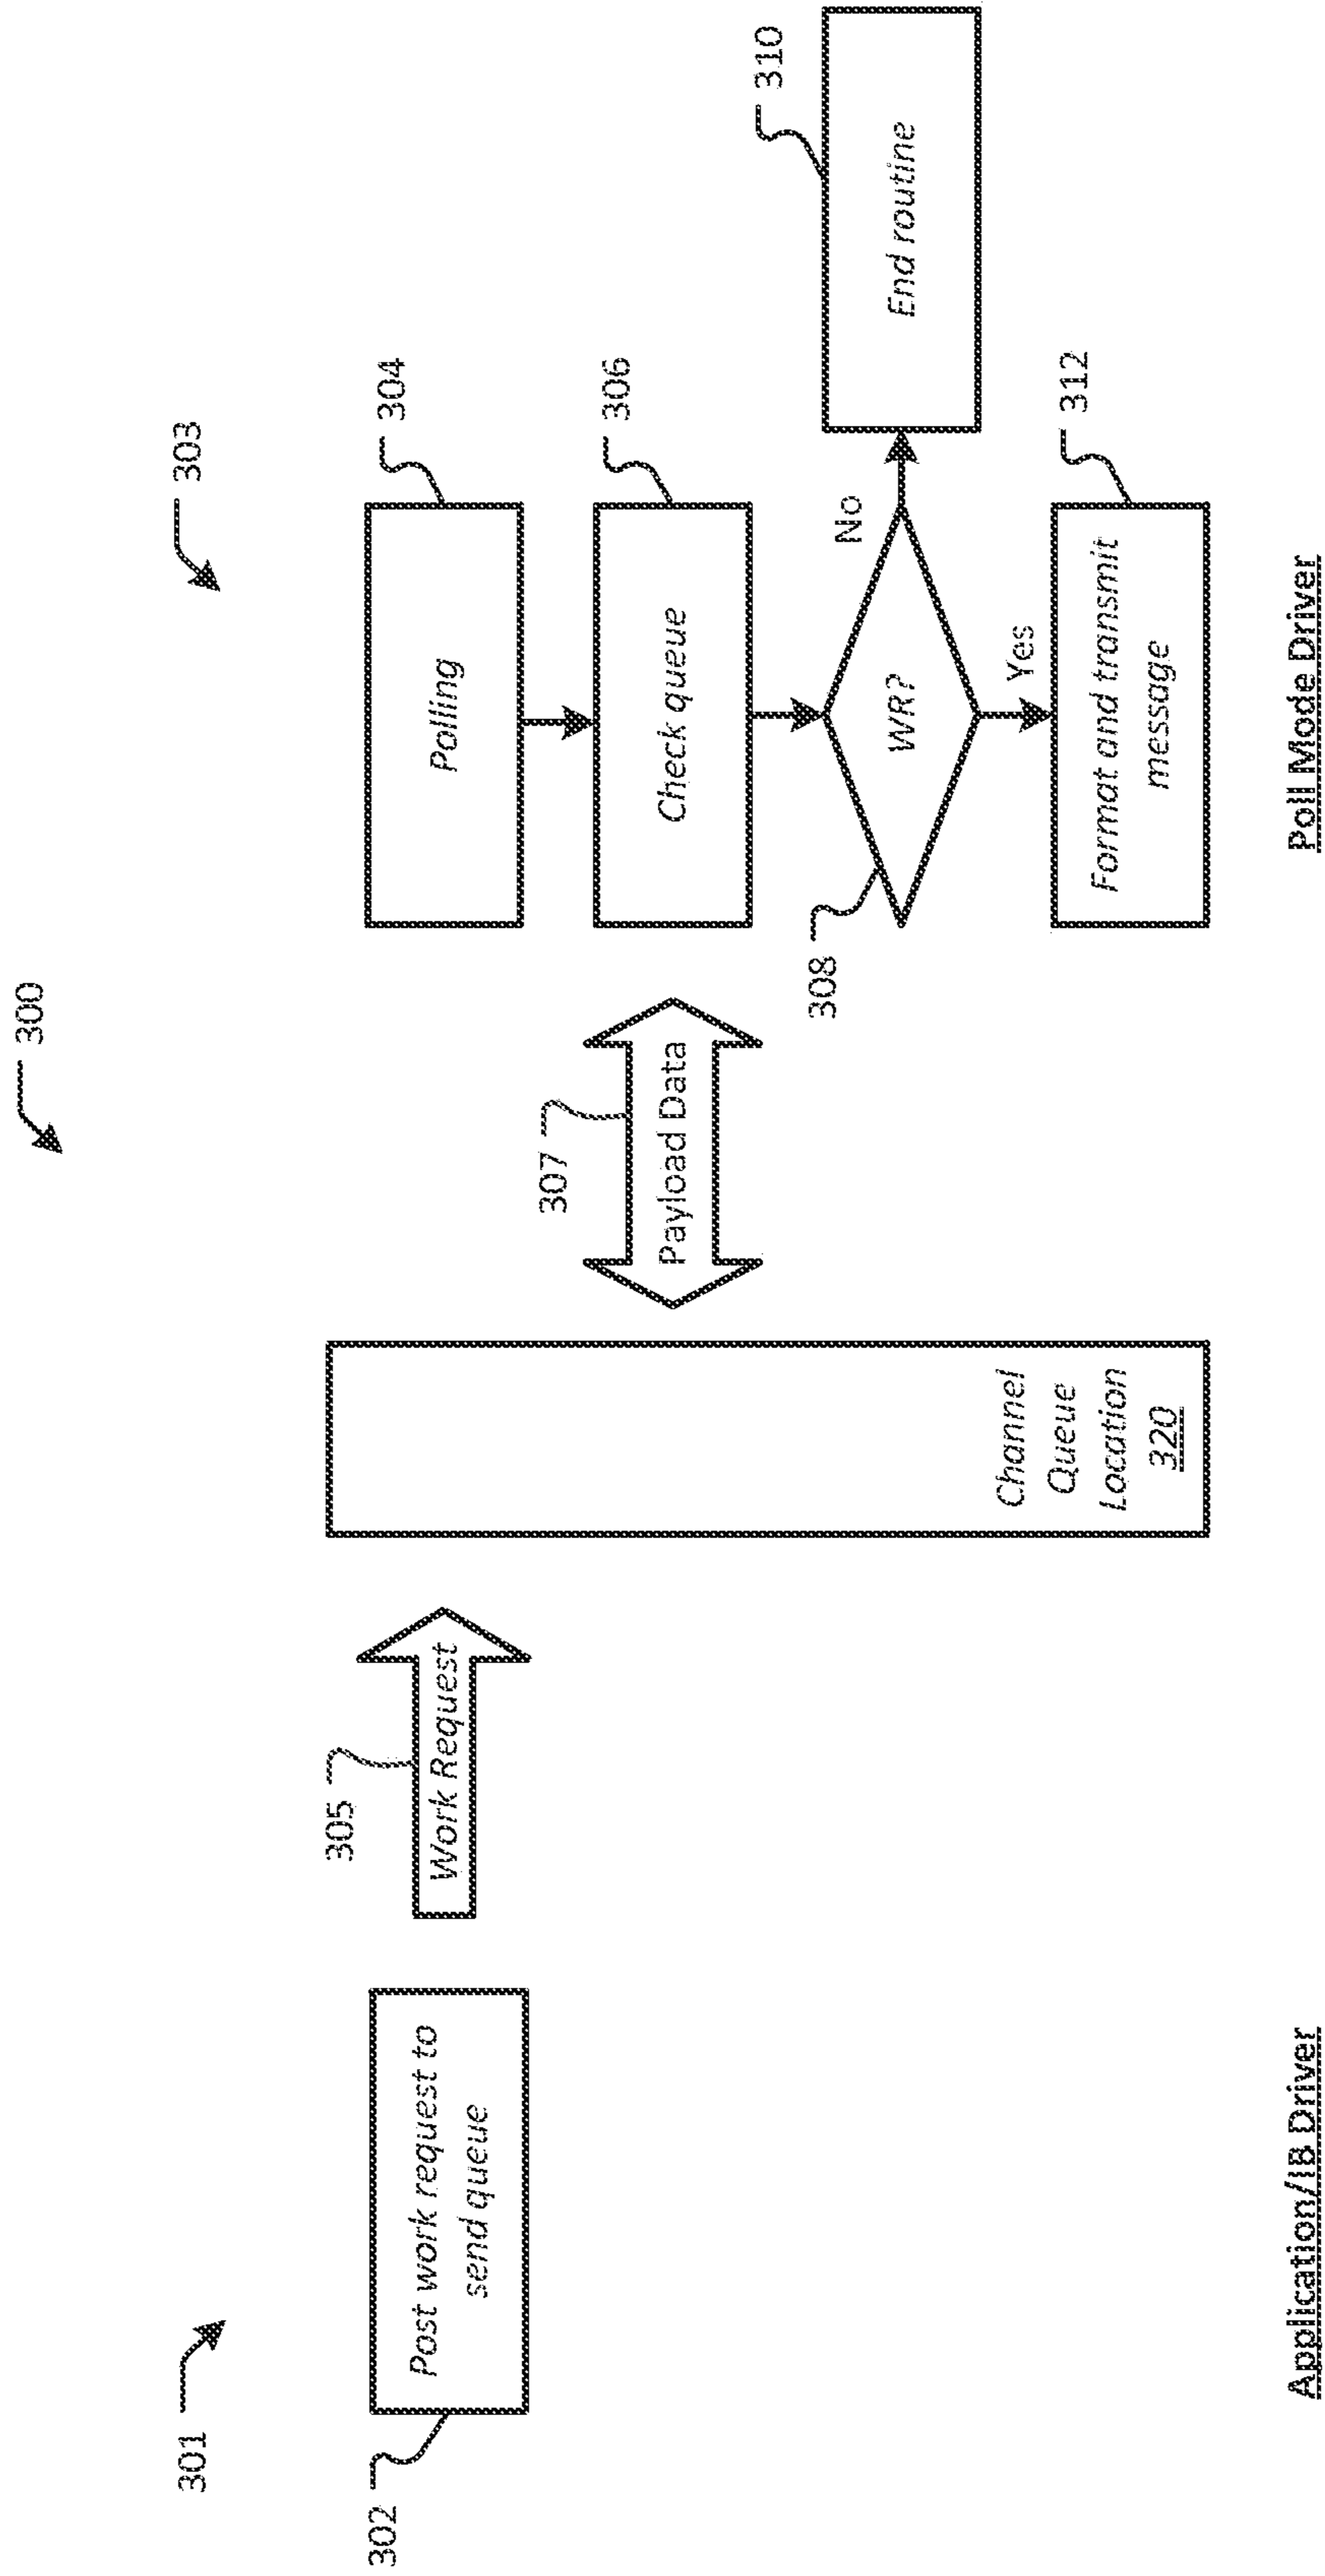 300
301
303
302
Post work request to
send queue
305
Work Request
Channel
Queue
Location
320
307
Payload Data
304
Polling
306
Check queue
308
WR?
No
310
End routine
Yes
312
Format and transmit
message
Application/IB Driver
Poll Mode Driver